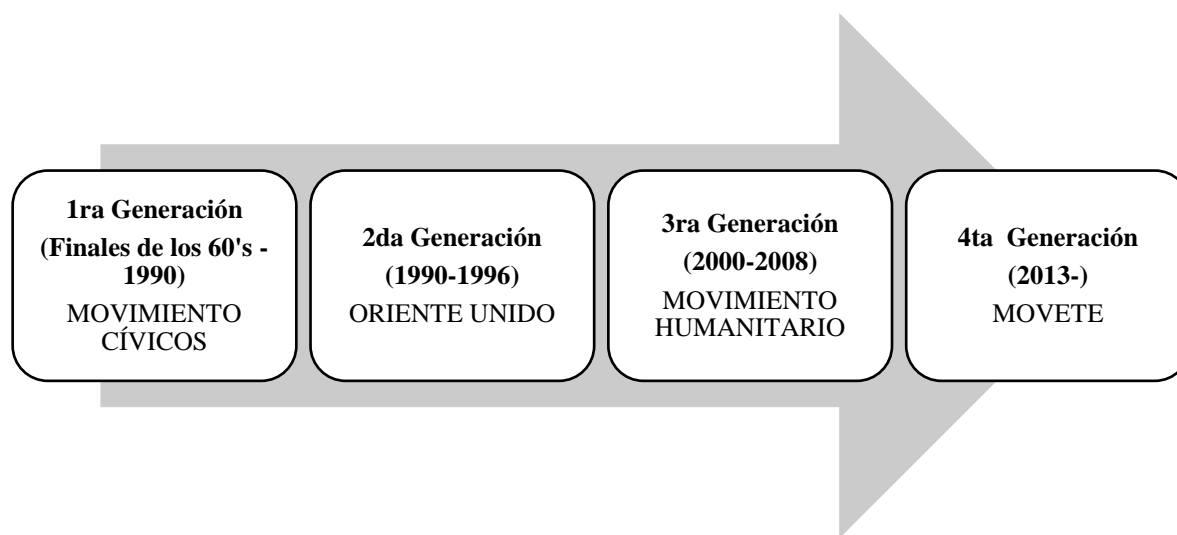 1ra Generación
(Finales de los 60's -
1990)
MOVIMIENTO
CÍVICOS
2da Generación
(1990-1996)
ORIENTE UNIDO
3ra Generación
(2000-2008)
MOVIMIENTO
HUMANITARIO
4ta  Generación
(2013-)
MOVETE